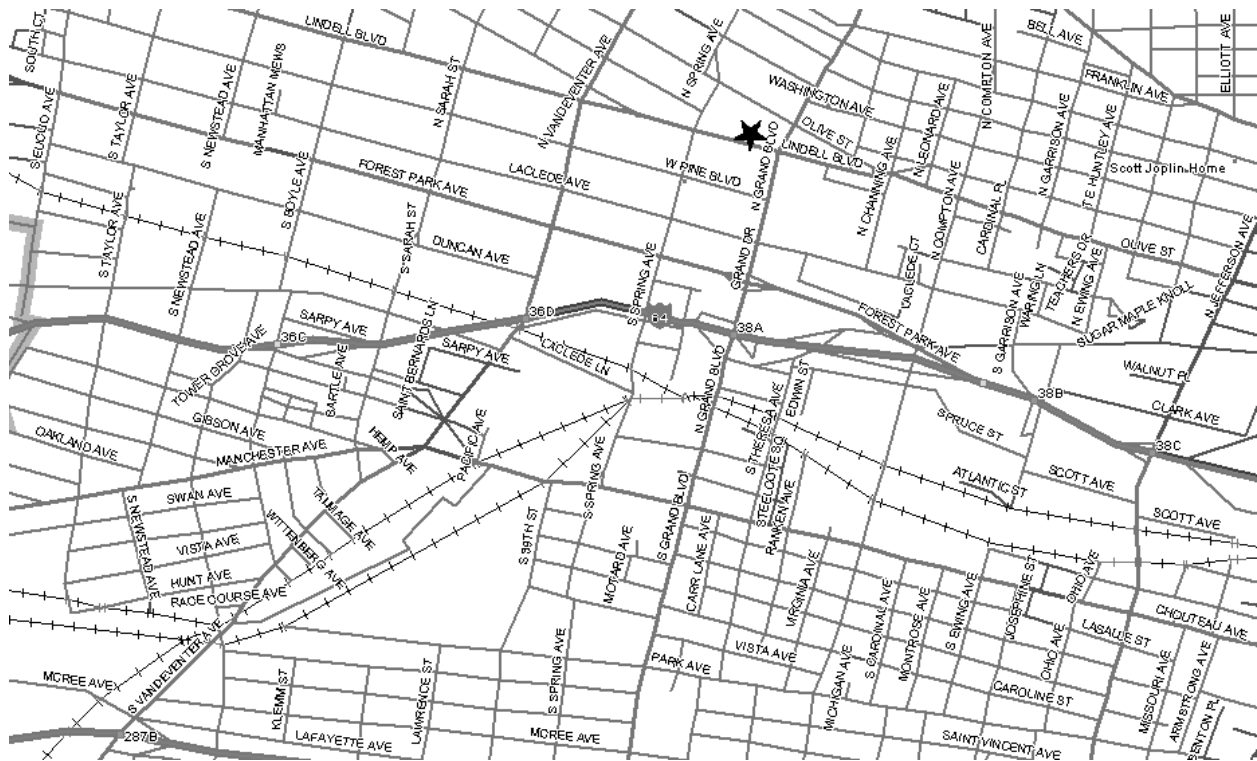 SOUTH CT
LINDELL BLVD
N SPRING AVE
BELL AVE
ELLIOTT AVE
N COMPTON AVE
FRANKLIN AVE
MANHATTAN MEWS
N SARAH ST
N VANDEVENTER AVE
WASHINGTON AVE
S EUCLID AVE
S TAYLOR AVE
S NEWSTEAD AVE
OLIVE ST
N LEONARD AVE
N GARRISON AVE
T E HUNTLEY AVE
LINDELL BLVD
N GRAND BLVD
S BOYLE AVE
FOREST PARK AVE
LACLEDE AVE
W PINE BLVD
N CHANNING AVE
Scott Joplin Home
N COMPTON AVE
CARDINAL PL
S TAYLOR AVE
S NEWSTEAD AVE
S SARAH ST
DUNCAN AVE
S SPRING AVE
GRAND DR
LACLEDE CT
OLIVE ST
N JEFFERSON AVE
TEACHERS DR
WARING LN
N EWING AVE
SUGAR MAPLE KNOLL
36D
64
38A
FOREST PARK AVE
S GARRISON AVE
SARPY AVE
36C
TOWER GROVE AVE
SAINT BERNARDS LN
SARPY AVE
LACLEDE LN
BARTLE AVE
WALNUT PL
N GRAND BLVD
S THERESA AVE
EDWIN ST
38B
CLARK AVE
GIBSON AVE
OAKLAND AVE
MANCHESTER AVE
HEMP AVE
PACIFIC AVE
SPRUCE ST
38C
STEELCOTE SQ
SCOTT AVE
ATLANTIC ST
SWAN AVE
S NEWSTEAD AVE
TALMAGE AVE
S SPRING AVE
S GRAND BLVD
RANKEN AVE
SCOTT AVE
WITTENBERG AVE
VISTA AVE
S 39TH ST
MOTARD AVE
CARR LANE AVE
VIRGINIA AVE
HUNT AVE
RACE COURSE AVE
S CARDINAL AVE
MONTROSE AVE
S EWING AVE
JOSEPHINE ST
OHIO AVE
CHOUTEAU AVE
LASALLE ST
S VANDEVENTER AVE
VISTA AVE
PARK AVE
MCREE AVE
KLEMM ST
LAWRENCE ST
S SPRING AVE
MICHIGAN AVE
OHIO AVE
CAROLINE ST
MISSOURI AVE
ARMSTRONG AVE
BENTON PL
287B
LAFAYETTE AVE
MCREE AVE
SAINT VINCENT AVE